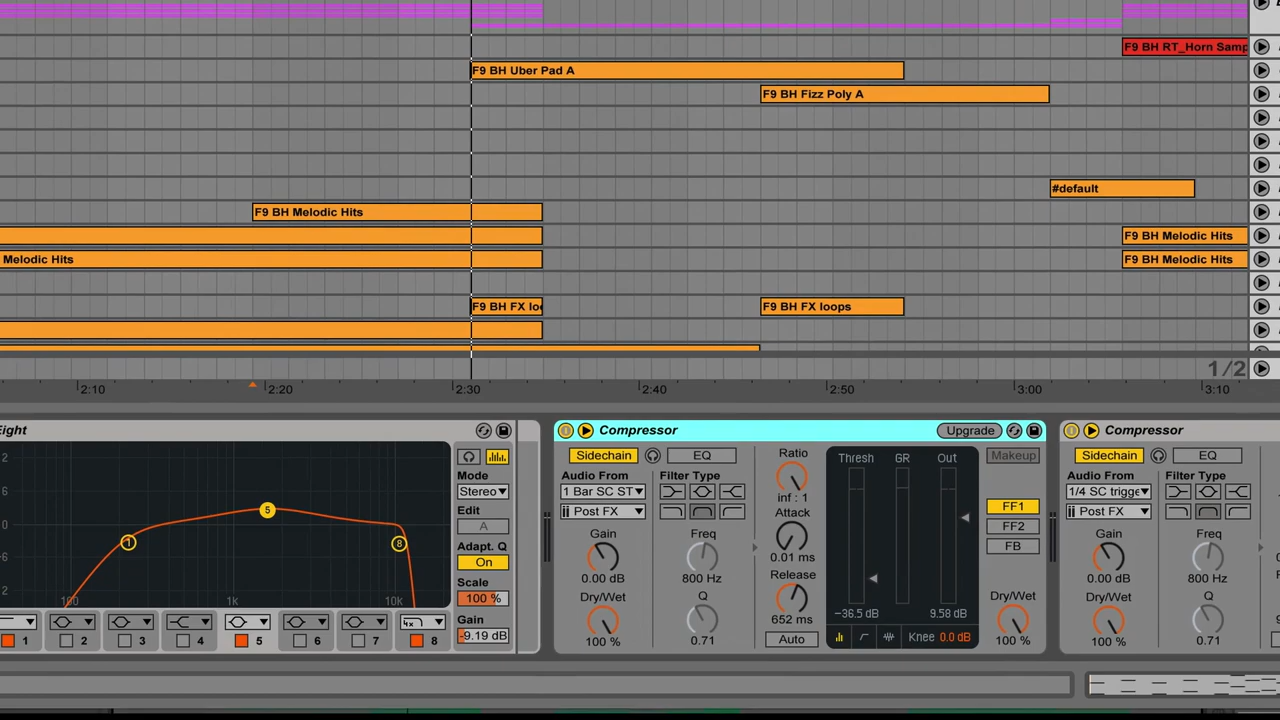 F9 BH RT_Horn Samp
F9 BH Uber Pad A
F9 BH Fizz Poly A
#default
F9 BH Melodic Hits
F9 BH Melodic Hits
Melodic Hits
F9 BH Melodic Hits
F9 BH FX lo
F9 BH FX loops
1/2
2:10 2:20 2:30 2:40 2:50 3:00 3:10
Eight
Mode
Stereo
Edit
A
Adapt. Q
On
Scale
100 %
Gain
-9.19 dB
2
6
0
-6
2
100 1k 10k
1 5 8
1 2 3 4 5 6 7 8
x4
Compressor Upgrade
Sidechain EQ
Audio From Filter Type
1 Bar SC ST
Post FX
Gain Freq
0.00 dB 800 Hz
Dry/Wet Q
100 % 0.71
Ratio
inf : 1
Attack
0.01 ms
Release
652 ms
Auto
Thresh GR Out
-36.5 dB 9.58 dB
Knee 0.0 dB
Makeup
FF1
FF2
FB
Dry/Wet
100 %
Compressor
Sidechain EQ
Audio From Filter Type
1/4 SC trigge
Post FX
Gain Freq
0.00 dB 800 Hz
Dry/Wet Q
100 % 0.71